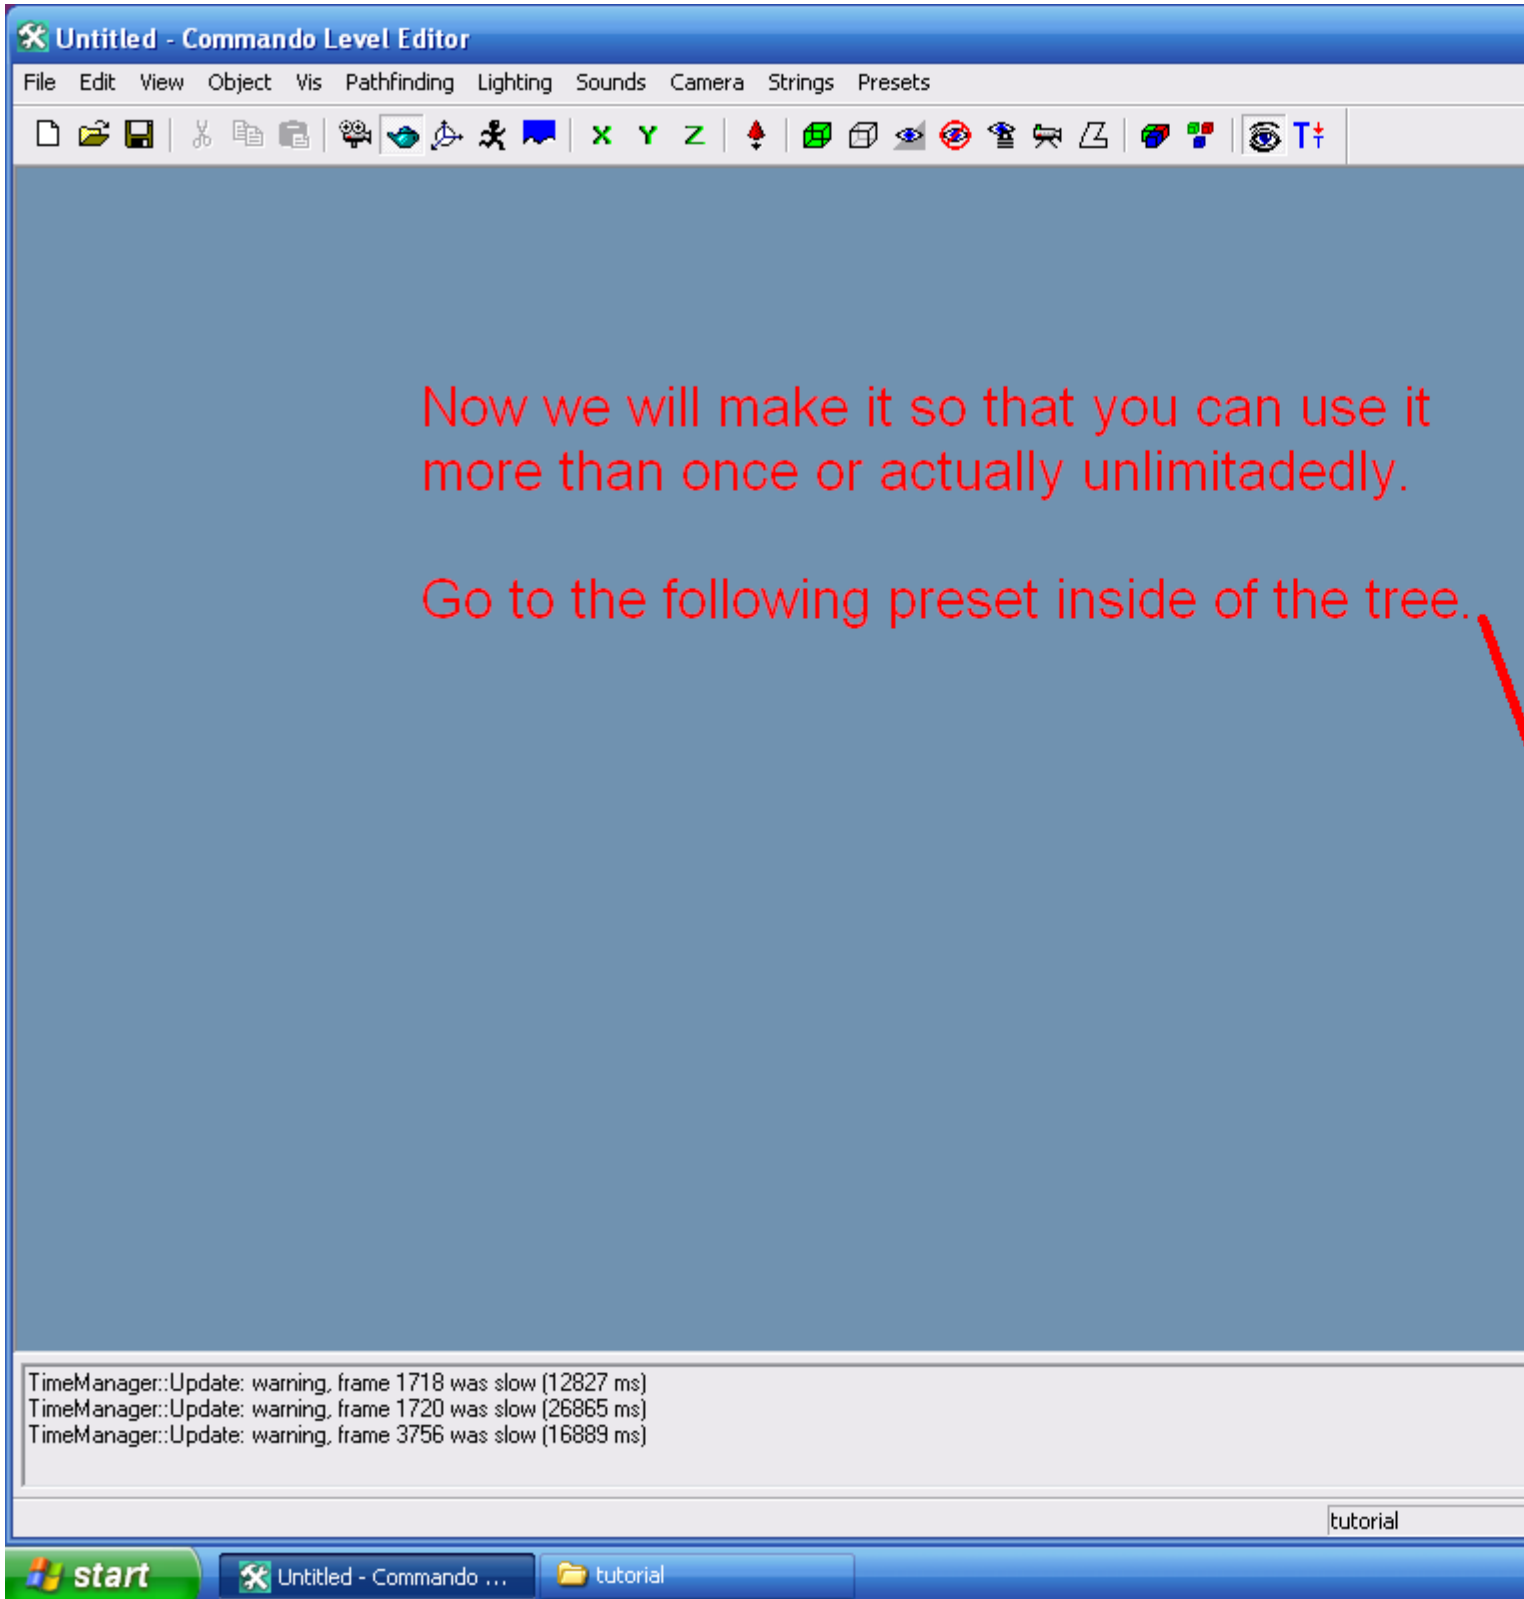 Untitled - Commando Level Editor
File Edit View Object Vis Pathfinding Lighting Sounds Camera Strings Presets
X Y Z T
Now we will make it so that you can use it
more than once or actually unlimitadedly.
Go to the following preset inside of the tree.
TimeManager::Update: warning, frame 1718 was slow (12827 ms)
TimeManager::Update: warning, frame 1720 was slow (26865 ms)
TimeManager::Update: warning, frame 3756 was slow (16889 ms)
tutorial
start Untitled - Commando ... tutorial